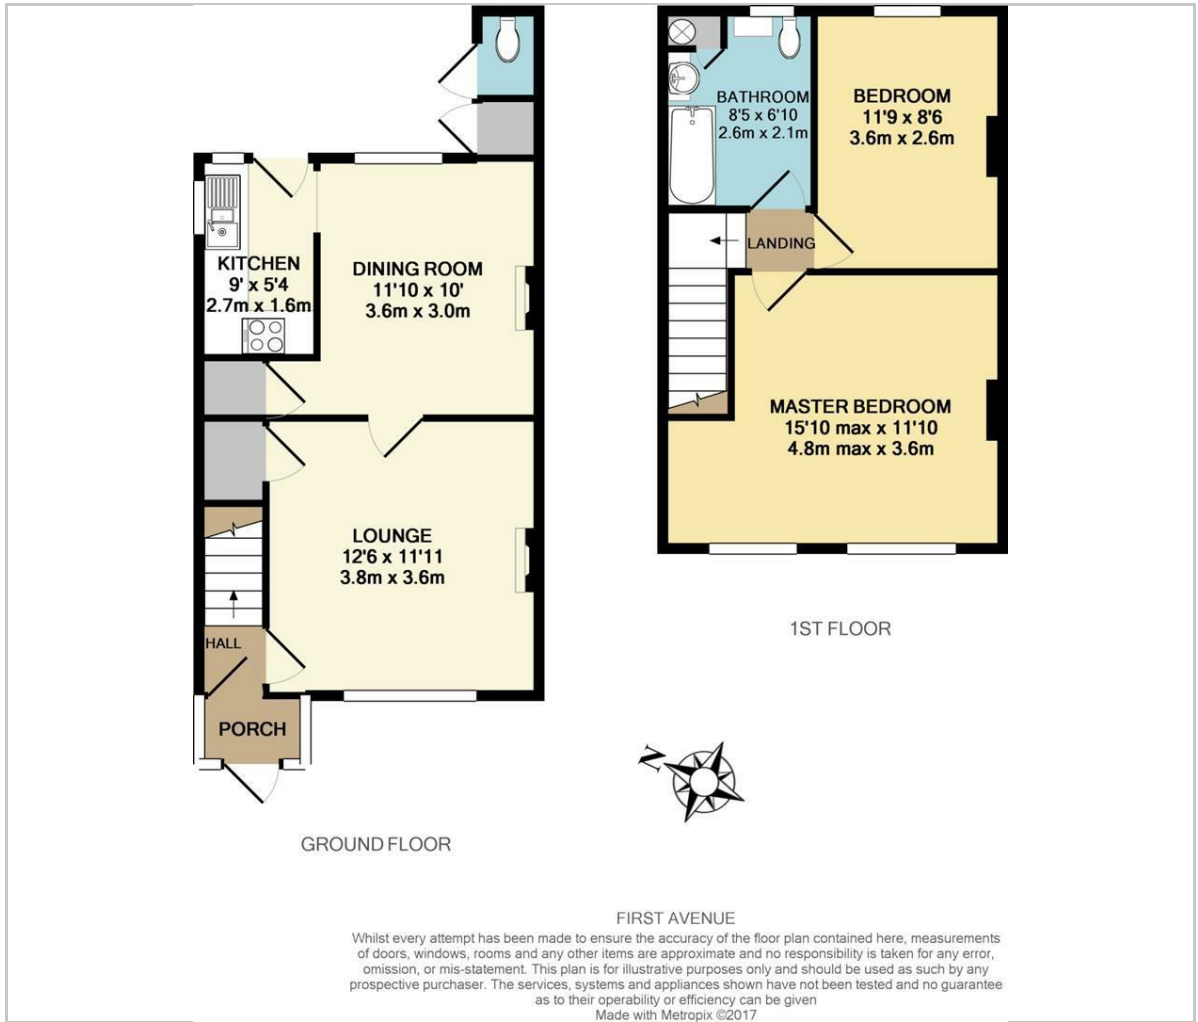 KITCHEN
9' x 5'4
2.7m x 1.6m
DINING ROOM
11'10 x 10'
3.6m x 3.0m
LOUNGE
12'6 x 11'11
3.8m x 3.6m
HALL
PORCH
GROUND FLOOR
BATHROOM
8'5 x 6'10
2.6m x 2.1m
BEDROOM
11'9 x 8'6
3.6m x 2.6m
LANDING
MASTER BEDROOM
15'10 max x 11'10
4.8m max x 3.6m
1ST FLOOR
N
FIRST AVENUE
Whilst every attempt has been made to ensure the accuracy of the floor plan contained here, measurements
of doors, windows, rooms and any other items are approximate and no responsibility is taken for any error,
omission, or mis-statement. This plan is for illustrative purposes only and should be used as such by any
prospective purchaser. The services, systems and appliances shown have not been tested and no guarantee
as to their operability or efficiency can be given
Made with Metropix ©2017